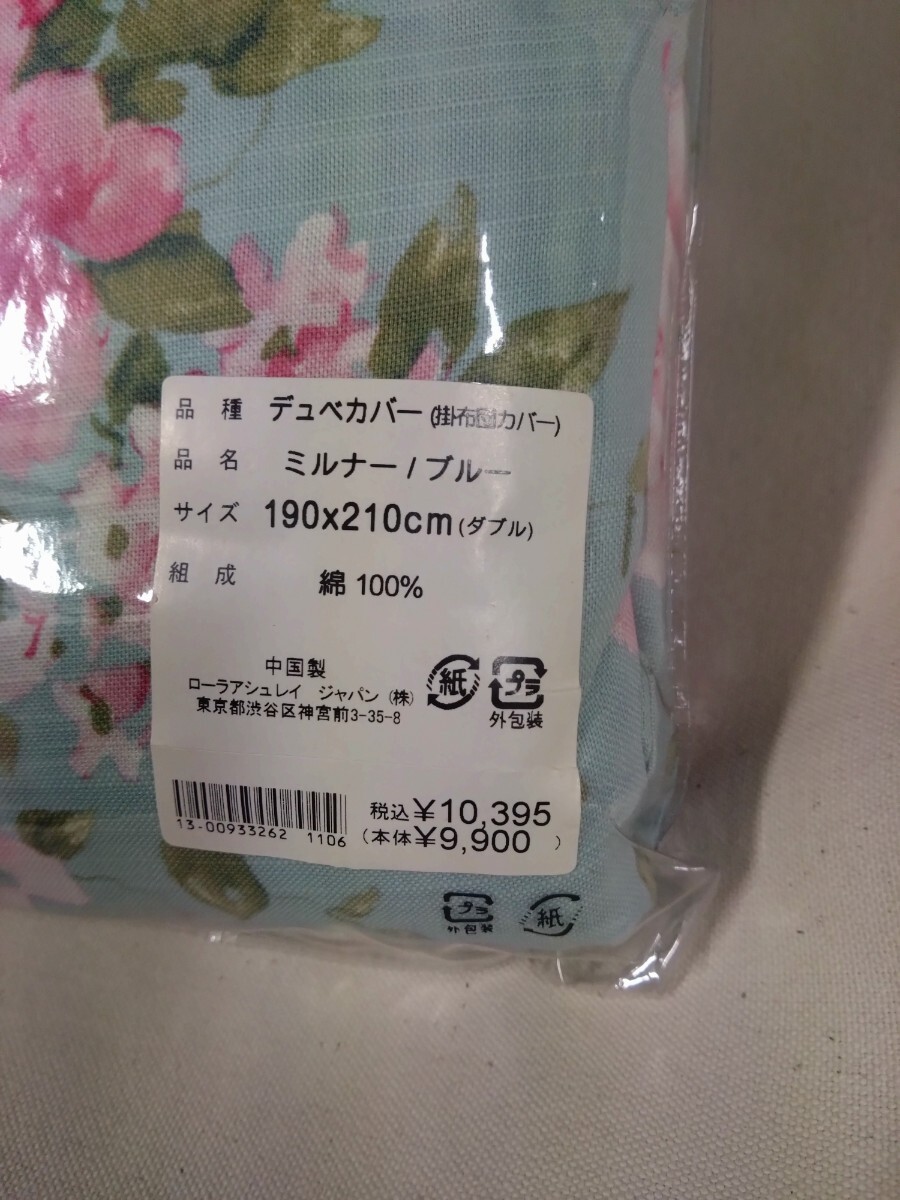 品 種 デュベカバー(掛布団カバー)
品 名 ミルナー / ブルー
サイズ 190x210cm(ダブル)
組 成 綿 100%
中国製
ローラアシュレイ ジャパン (株)
東京都渋谷区神宮前3-35-8
紙 プラ
外包装
税込¥10,395
(本体¥9,900 )
13-00933262 1106
プラ 紙
外包装